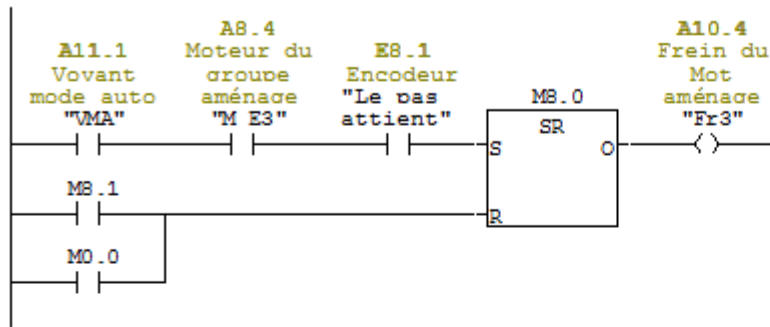 A11.1
Voyant
mode auto
"VMA"
A8.4
Moteur du
groupe
aménage
"M E3"
E8.1
Encodeur
"Le pas
attient"
M8.0
SR
S
O
R
A10.4
Frein du
Mot
aménage
"Fr3"
M8.1
M0.0